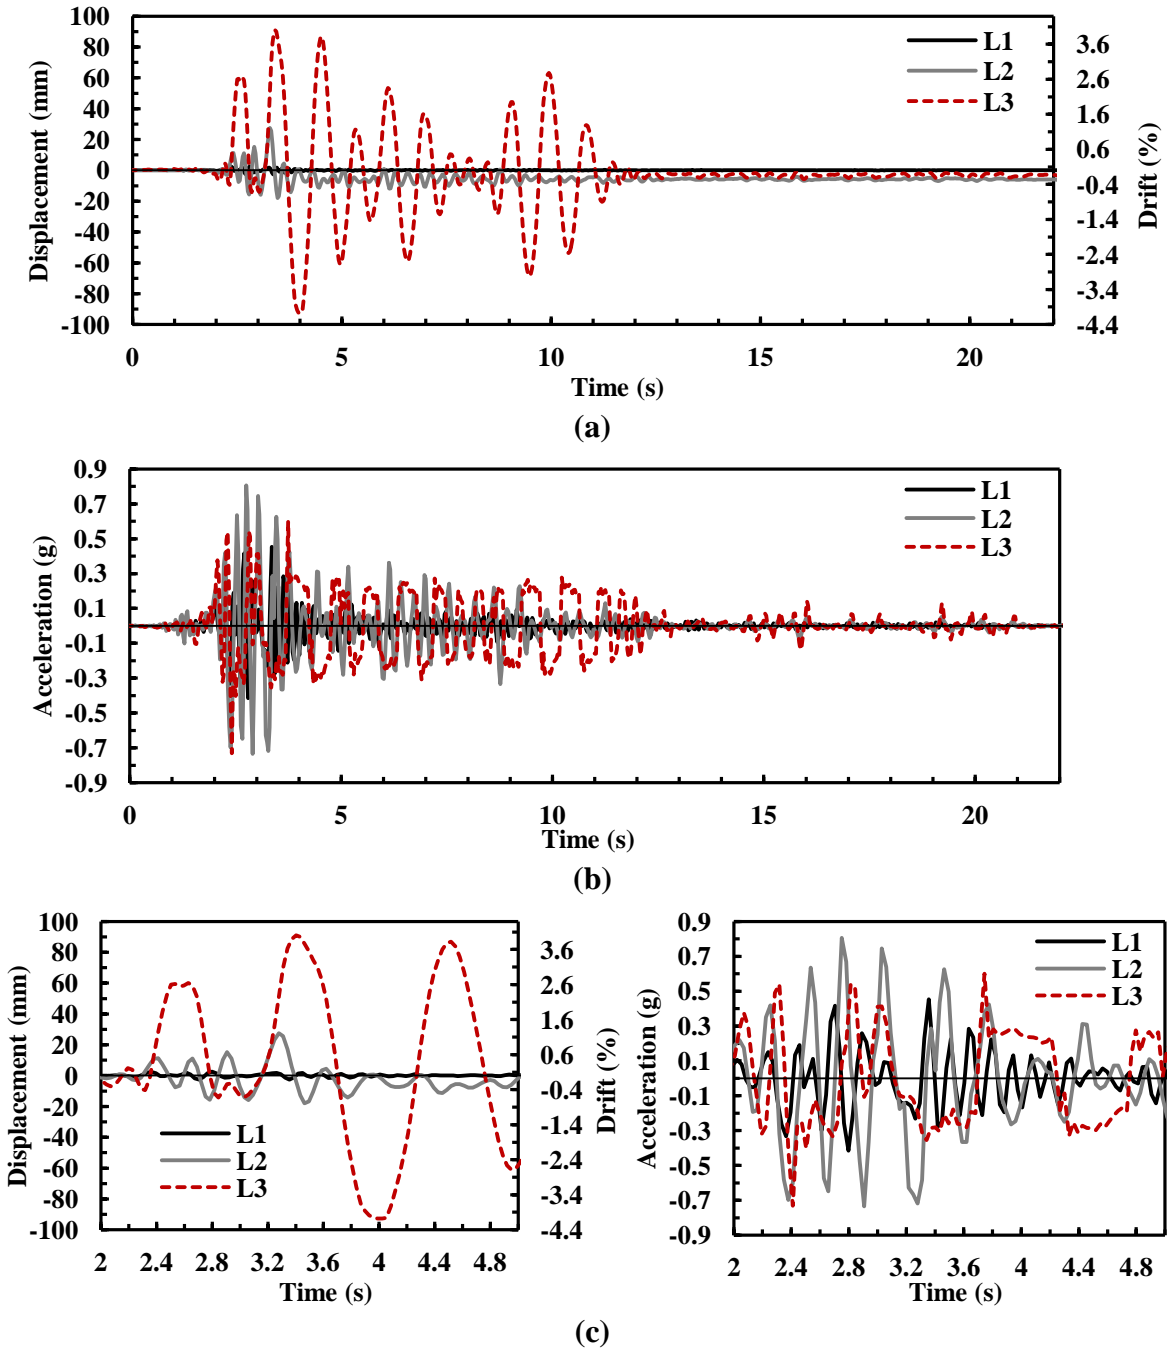 100
80
60
40
20
0
-20
-40
-60
-80
-100
Displacement (mm)
L1
L2
L3
3.6
2.6
1.6
0.6
-0.4
-1.4
-2.4
-3.4
-4.4
Drift (%)
0 5 10 15 20
Time (s)
(a)
0.9
0.7
0.5
0.3
0.1
-0.1
-0.3
-0.5
-0.7
-0.9
Acceleration (g)
L1
L2
L3
0 5 10 15 20
Time (s)
(b)
100
80
60
40
20
0
-20
-40
-60
-80
-100
Displacement (mm)
L1
L2
L3
3.6
2.6
1.6
0.6
-0.4
-1.4
-2.4
-3.4
-4.4
Drift (%)
2 2.4 2.8 3.2 3.6 4 4.4 4.8
Time (s)
0.9
0.7
0.5
0.3
0.1
-0.1
-0.3
-0.5
-0.7
-0.9
Acceleration (g)
L1
L2
L3
2 2.4 2.8 3.2 3.6 4 4.4 4.8
Time (s)
(c)